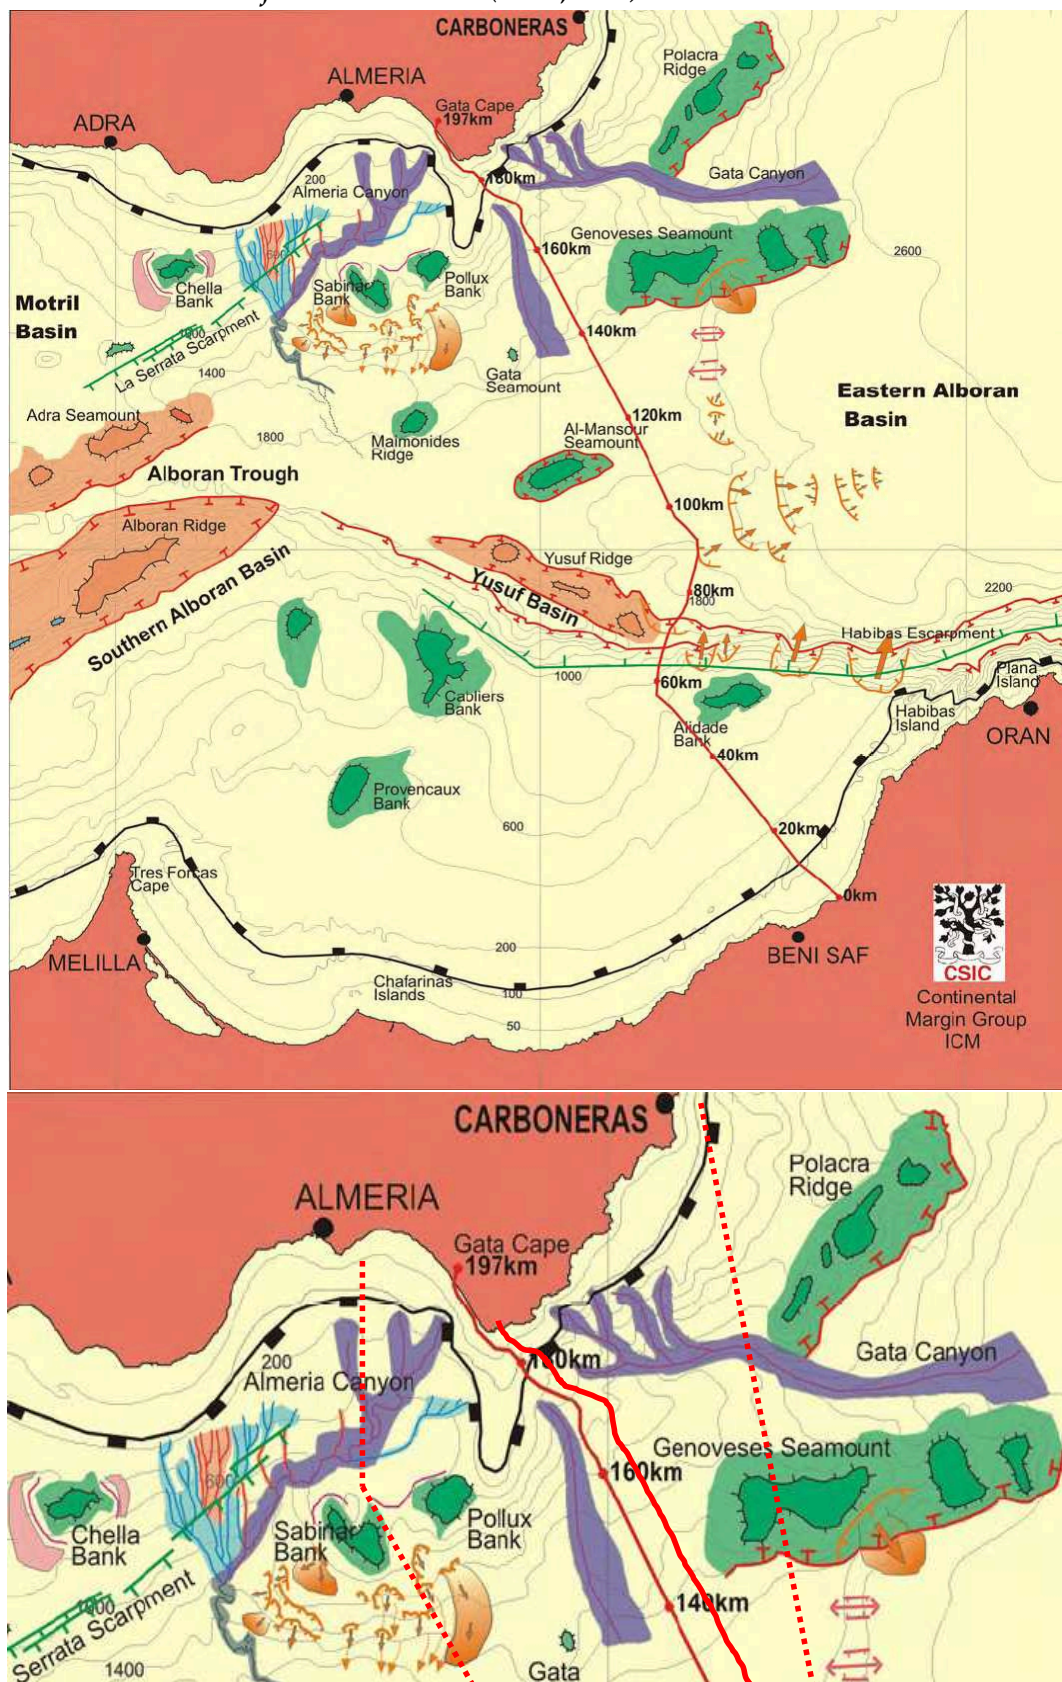 CARBONERAS
Polacra
Ridge
ALMERIA
Gata Cape
197km
ADRA
180km
200
Almeria Canyon
Gata Canyon
Genoveses Seamount
160km
2600
600
Chella
Bank
Sabinar
Bank
Pollux
Bank
Motril
Basin
1000
La Serrata Scarpment
140km
1400
Gata
Seamount
Eastern Alboran
Basin
Adra Seamount
120km
1800
Maimonides
Ridge
Al-Mansour
Seamount
Alboran Trough
100km
Alboran Ridge
Yusuf Ridge
Yusuf Basin
80km
1800
2200
Southern Alboran Basin
Habibas Escarpment
1000
60km
Plana
Island
Cabliers
Bank
Habibas
Island
ORAN
Alidade
Bank
40km
Provencaux
Bank
600
20km
Tres Forcas
Cape
0km
200
MELILLA
BENI SAF
CSIC
Chafarinas
Islands
100
Continental
Margin Group
ICM
50
CARBONERAS
Polacra
Ridge
ALMERIA
Gata Cape
197km
A
200
Almeria Canyon
180km
Gata Canyon
Genoveses Seamount
160km
600
Chella
Bank
Sabinar
Bank
Pollux
Bank
1000
Serrata Scarpment
140km
1400
Gata